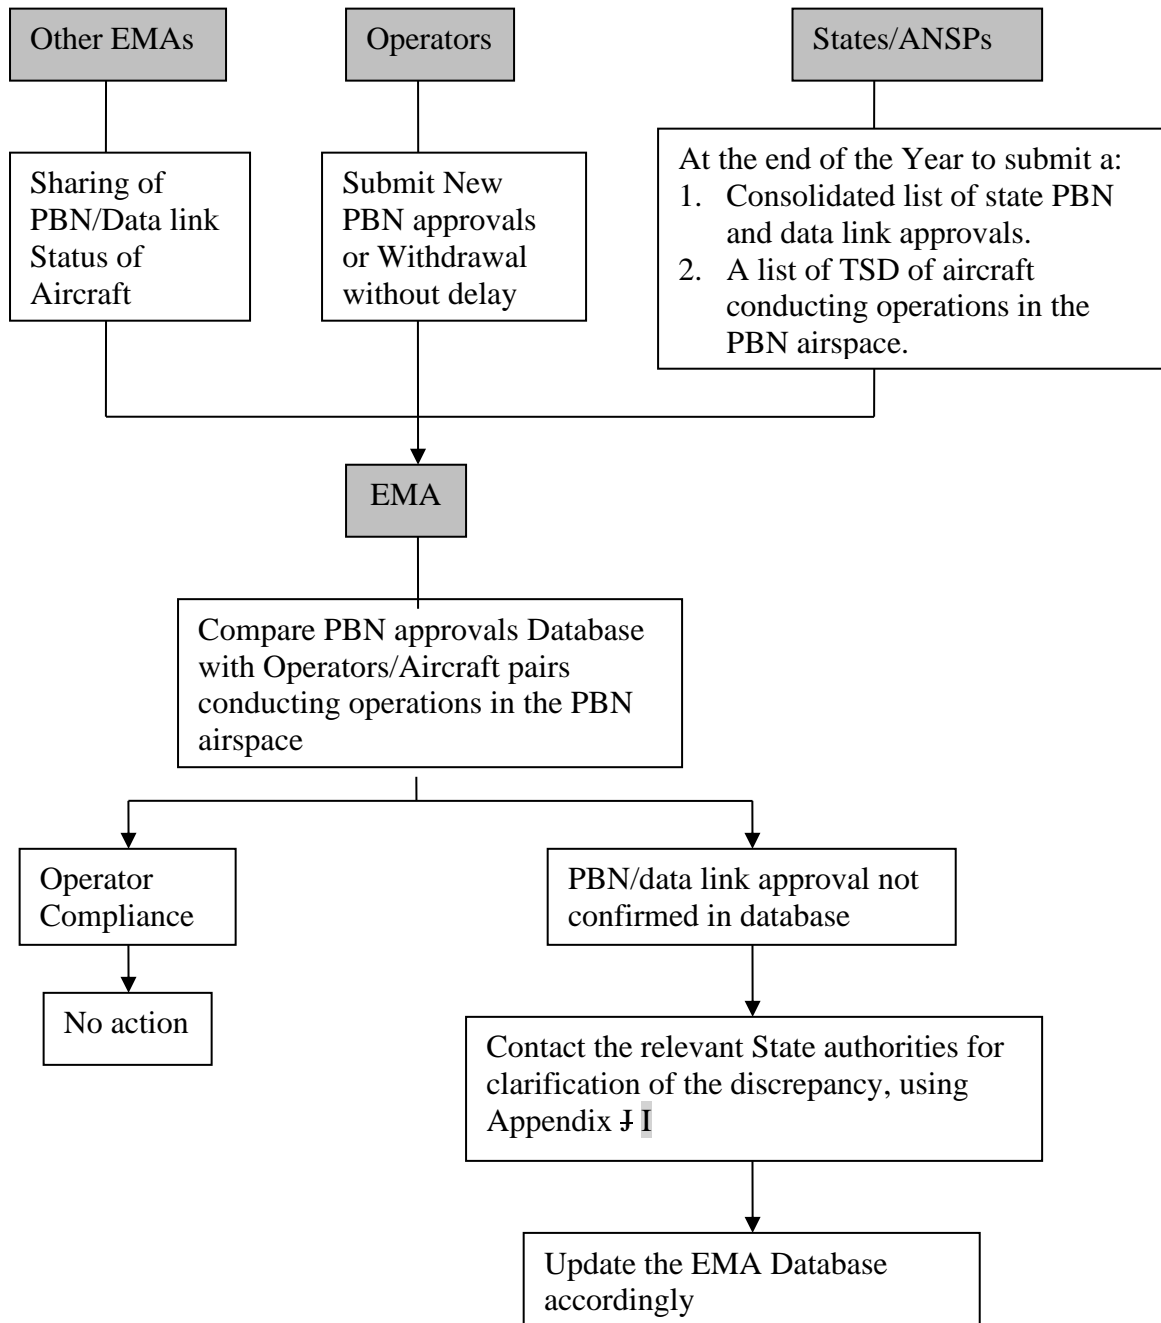 Other EMAs
Operators
States/ANSPs
Sharing of
PBN/Data link
Status of
Aircraft
Submit New
PBN approvals
or Withdrawal
without delay
At the end of the Year to submit a:
1. Consolidated list of state PBN
and data link approvals.
2. A list of TSD of aircraft
conducting operations in the
PBN airspace.
EMA
Compare PBN approvals Database
with Operators/Aircraft pairs
conducting operations in the PBN
airspace
Operator
Compliance
No action
PBN/data link approval not
confirmed in database
Contact the relevant State authorities for
clarification of the discrepancy, using
Appendix J I
Update the EMA Database
accordingly